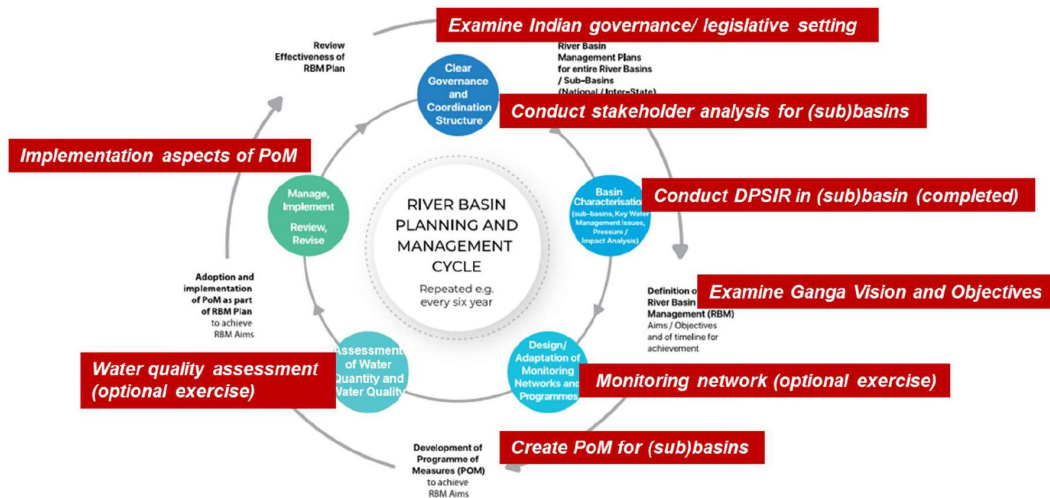 Examine Indian governance/ legislative setting
Review
Effectiveness of
RBM Plan
Clear
Governance
and
Coordination
Structure
River Basin
Management Plans
for entire River Basins
/ Sub-Basins
(National / Inter-State)
Conduct stakeholder analysis for (sub)basins
Implementation aspects of PoM
Manage,
Implement
Review,
Revise
RIVER BASIN
PLANNING AND
MANAGEMENT
CYCLE
Repeated e.g.
every six year
Basin
Characterisation
(sub-basins, Key Water
Management Issues,
Pressure /
Impact Analysis)
Conduct DPSIR in (sub)basin (completed)
Adoption and
implementation
of PoM as part
of RBM Plan
to achieve
RBM Aims
Definition of
River Basin
Management (RBM)
Aims / Objectives
and of timeline for
achievement
Examine Ganga Vision and Objectives
Water quality assessment
(optional exercise)
Assessment
of Water
Quantity and
Water Quality
Design/
Adaptation of
Monitoring
Networks and
Programmes
Monitoring network (optional exercise)
Development of
Programme of
Measures (POM)
to achieve
RBM Aims
Create PoM for (sub)basins